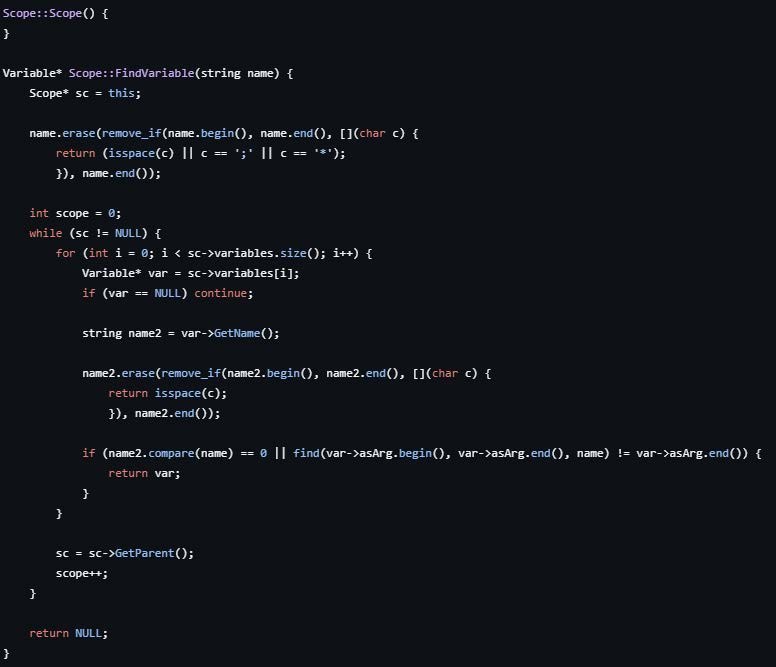 Scope::Scope() {
}

Variable* Scope::FindVariable(string name) {
    Scope* sc = this;

    name.erase(remove_if(name.begin(), name.end(), [](char c) {
        return (isspace(c) || c == ';' || c == '*');
        }), name.end());

    int scope = 0;
    while (sc != NULL) {
        for (int i = 0; i < sc->variables.size(); i++) {
            Variable* var = sc->variables[i];
            if (var == NULL) continue;

            string name2 = var->GetName();

            name2.erase(remove_if(name2.begin(), name2.end(), [](char c) {
                return isspace(c);
                }), name2.end());

            if (name2.compare(name) == 0 || find(var->asArg.begin(), var->asArg.end(), name) != var->asArg.end()) {
                return var;
            }
        }

        sc = sc->GetParent();
        scope++;
    }

    return NULL;
}